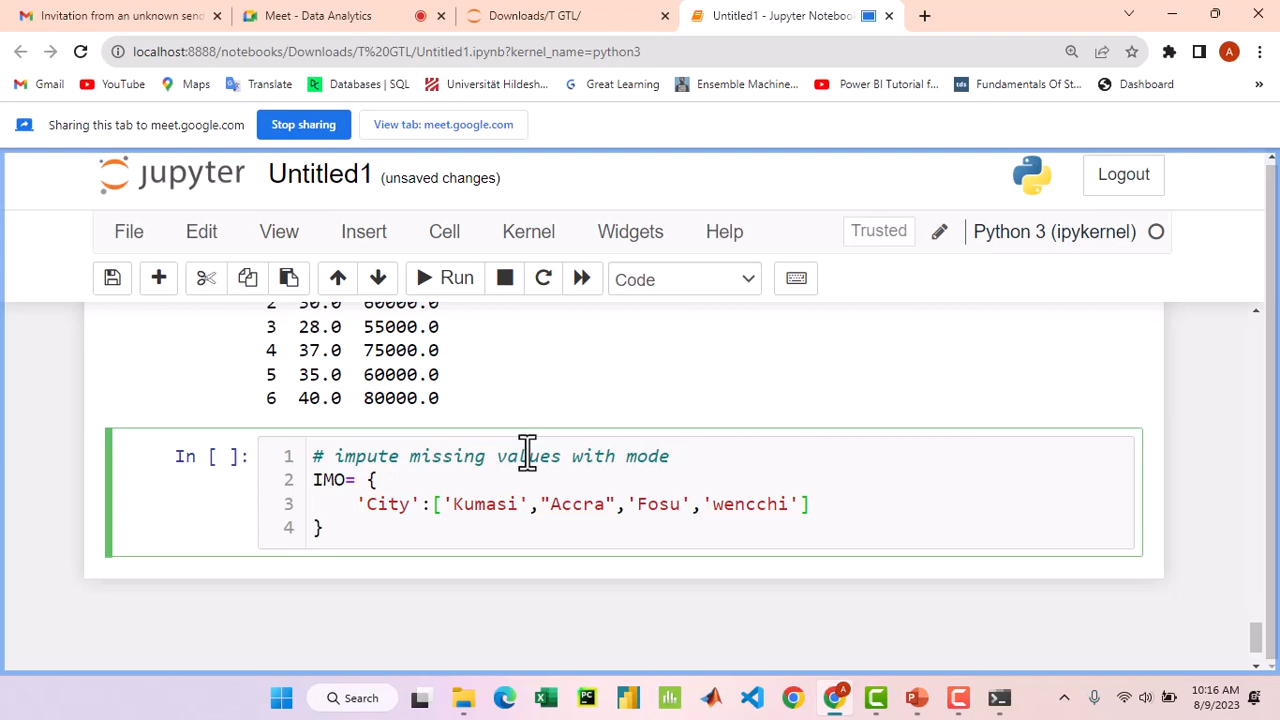 Invitation from an unknown send
Meet - Data Analytics
Downloads/T GTL/
Untitled1 - Jupyter Notebook
localhost:8888/notebooks/Downloads/T%20GTL/Untitled1.ipynb?kernel_name=python3
A
Gmail
YouTube
Maps
Translate
Databases | SQL
Universität Hildesh...
Great Learning
Ensemble Machine...
Power BI Tutorial f...
Fundamentals Of St...
Dashboard
»
Sharing this tab to meet.google.com
Stop sharing
View tab: meet.google.com
jupyter Untitled1 (unsaved changes)
Logout
File Edit View Insert Cell Kernel Widgets Help
Trusted
Python 3 (ipykernel)
Run
Code
2 30.0 60000.0
3 28.0 55000.0
4 37.0 75000.0
5 35.0 60000.0
6 40.0 80000.0
In [ ]:
1 # impute missing values with mode
2 IMO= {
3 'City':['Kumasi',"Accra",'Fosu','wencchi']
4 }
Search
10:16 AM
8/9/2023